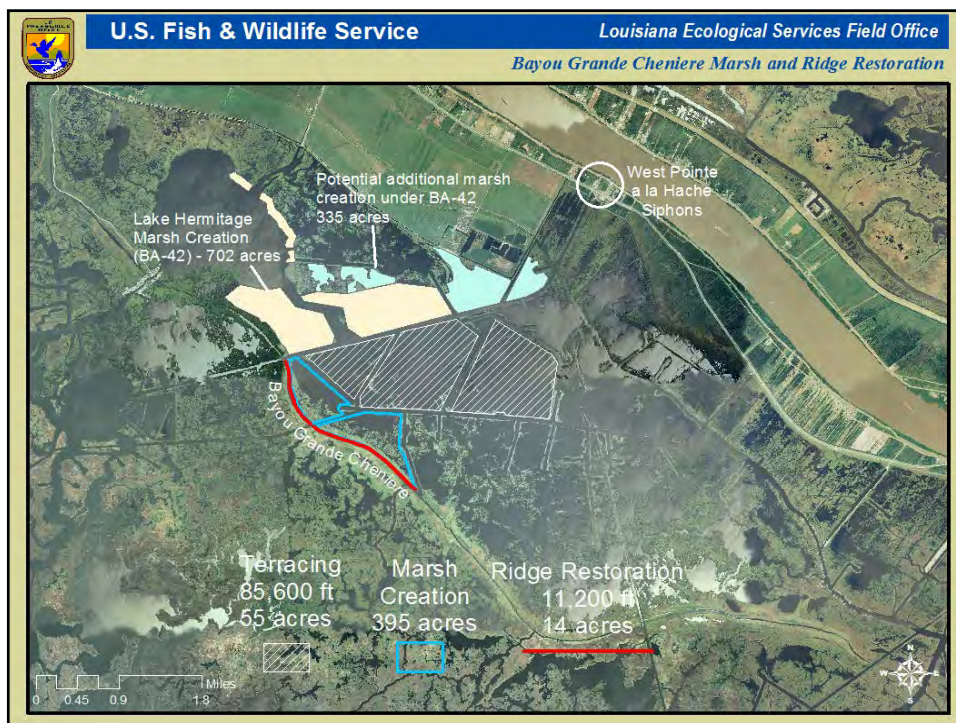 U.S. Fish & Wildlife Service
Louisiana Ecological Services Field Office
Bayou Grande Cheniere Marsh and Ridge Restoration
Potential additional marsh
creation under BA-42
335 acres
West Pointe
a la Hache
Siphons
Lake Hermitage
Marsh Creation
(BA-42) - 702 acres
Bayou Grande Cheniere
Terracing
85,600 ft
55 acres
Marsh
Creation
395 acres
Ridge Restoration
11,200 ft
14 acres
Miles
0 0.45 0.9 1.8
N
W E
S